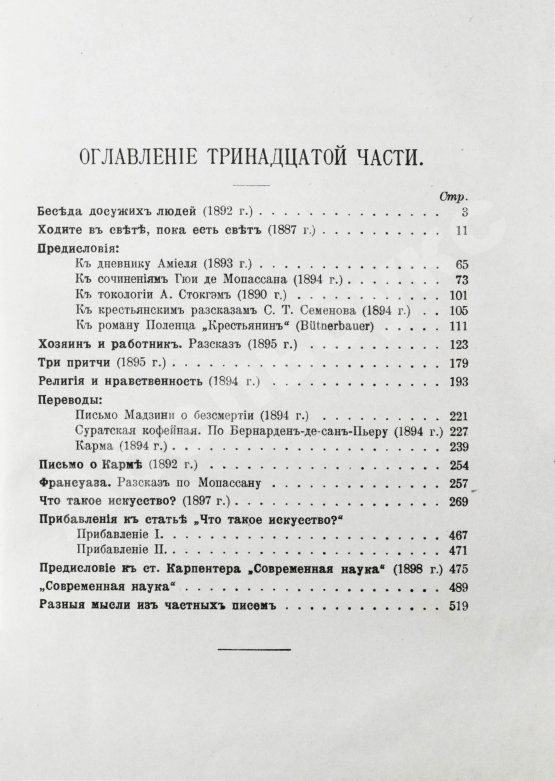 ОГЛАВЛЕНІЕ ТРИНАДЦАТОЙ ЧАСТИ.
Стр.
Бесѣда досужихъ людей (1892 г.) . . . . . . . . . . . . . . 3
Ходите въ свѣтѣ, пока есть свѣтъ (1887 г.) . . . . . . . . . 11
Предисловія:
Къ дневнику Аміеля (1893 г.) . . . . . . . . . . . . . . 65
Къ сочиненіямъ Гюи де Мопассана (1894 г.) . . . . . . . 73
Къ токологіи А. Стокгэмъ (1890 г.) . . . . . . . . . . . 101
Къ крестьянскимъ разсказамъ С. Т. Семенова (1894 г.) . . 105
Къ роману Поленца „Крестьянинъ“ (Bütnerbauer) . . . . . 111
Хозяинъ и работникъ. Разсказъ (1895 г.) . . . . . . . . . . 123
Три притчи (1895 г.) . . . . . . . . . . . . . . . . . . . 179
Религія и нравственность (1894 г.) . . . . . . . . . . . . . 193
Переводы:
Письмо Мадзини о безсмертіи (1894 г.) . . . . . . . . . 221
Суратская кофейная. По Бернарденъ-де-санъ-Пьеру (1894 г.) 227
Карма (1894 г.) . . . . . . . . . . . . . . . . . . . . . 239
Письмо о Кармѣ (1892 г.) . . . . . . . . . . . . . . . . . 254
Франсуаза. Разсказъ по Мопассану . . . . . . . . . . . . . 257
Что такое искусство? (1897 г.) . . . . . . . . . . . . . . . 269
Прибавленія къ статьѣ „Что такое искусство?“
Прибавленіе I. . . . . . . . . . . . . . . . . . . . . . 467
Прибавленіе II. . . . . . . . . . . . . . . . . . . . . . 471
Предисловіе къ ст. Карпентера „Современная наука“ (1898 г.) 475
„Современная наука“ . . . . . . . . . . . . . . . . . . . . 489
Разныя мысли изъ частныхъ писемъ . . . . . . . . . . . . 519